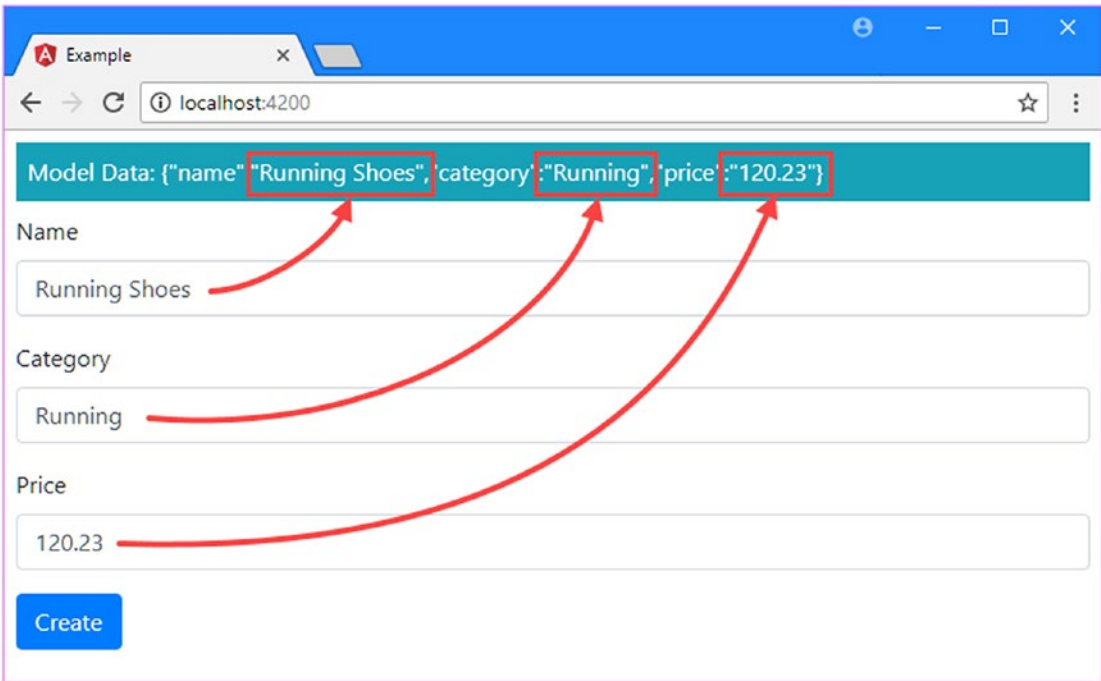 Example
localhost:4200
Model Data: {"name" "Running Shoes", 'category':"Running", 'price':"120.23"}
Name
Running Shoes
Category
Running
Price
120.23
Create